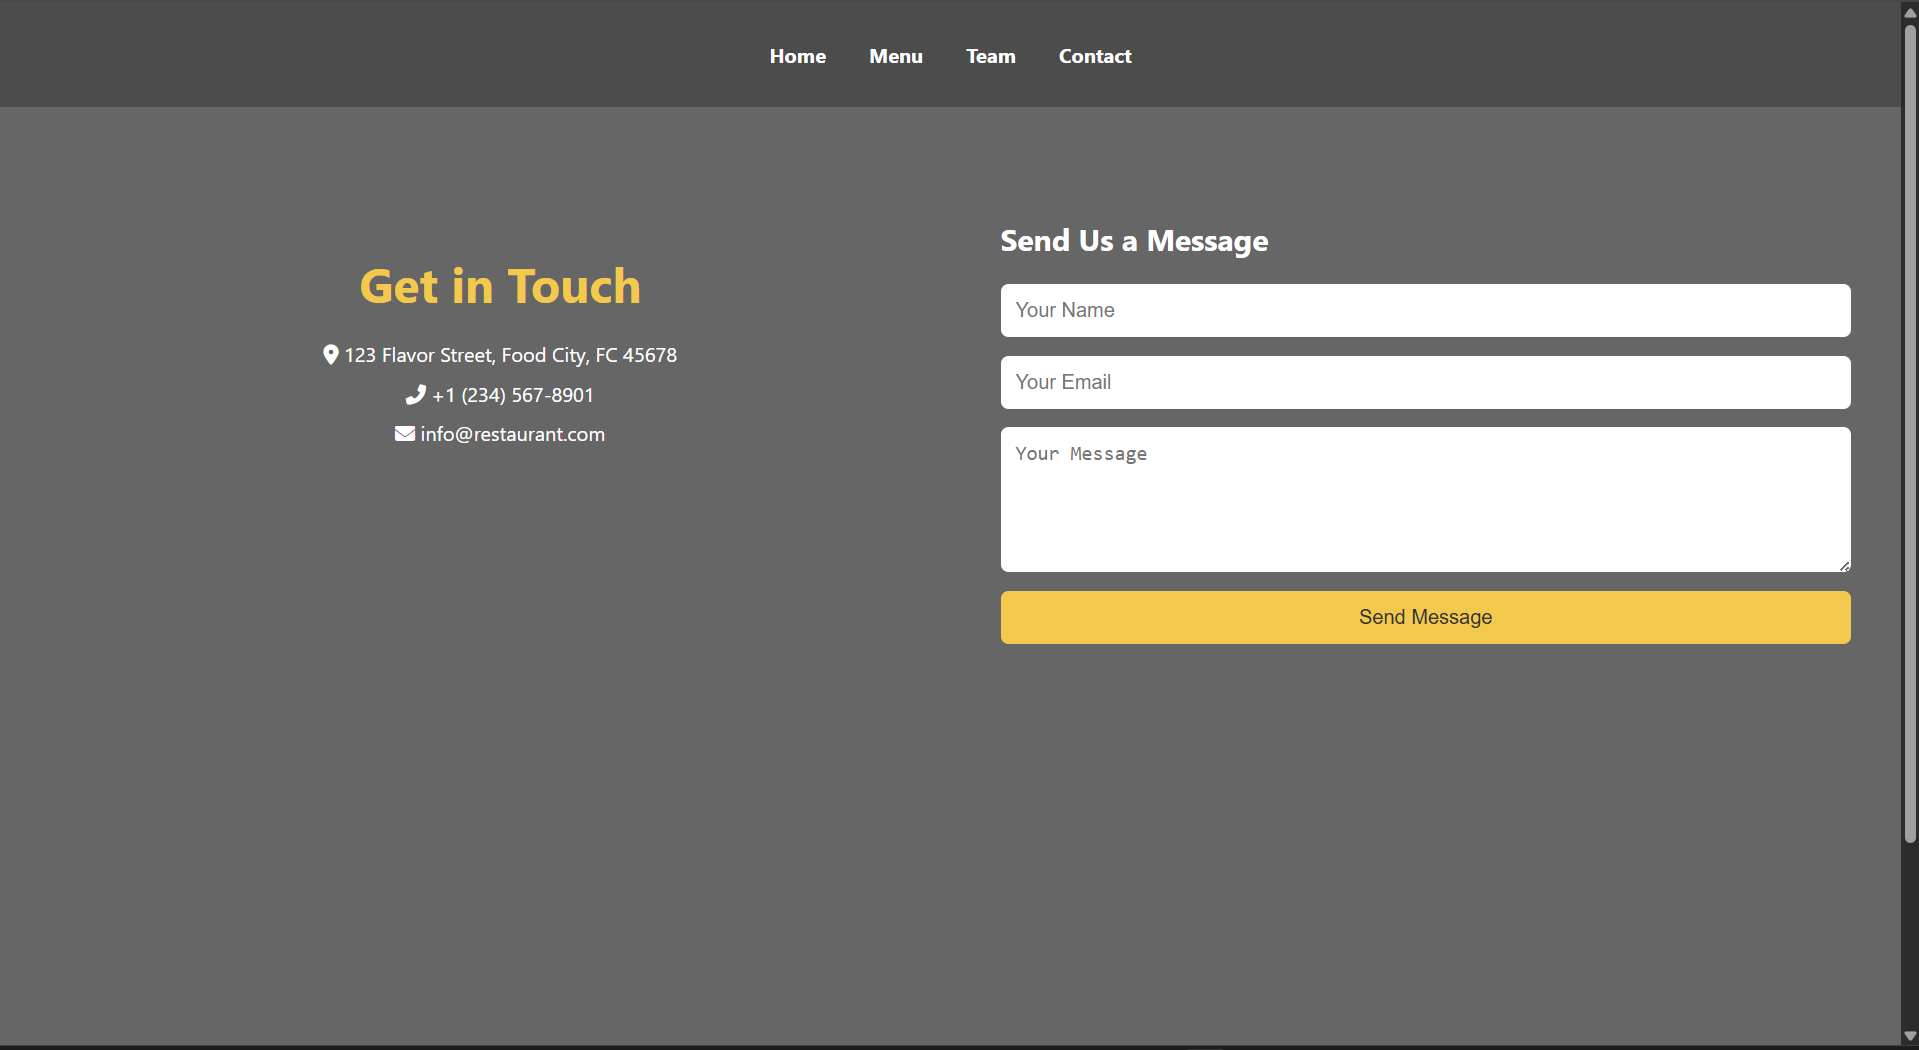 Home Menu Team Contact
Get in Touch
123 Flavor Street, Food City, FC 45678
+1 (234) 567-8901
info@restaurant.com
Send Us a Message
Your Name
Your Email
Your Message
Send Message